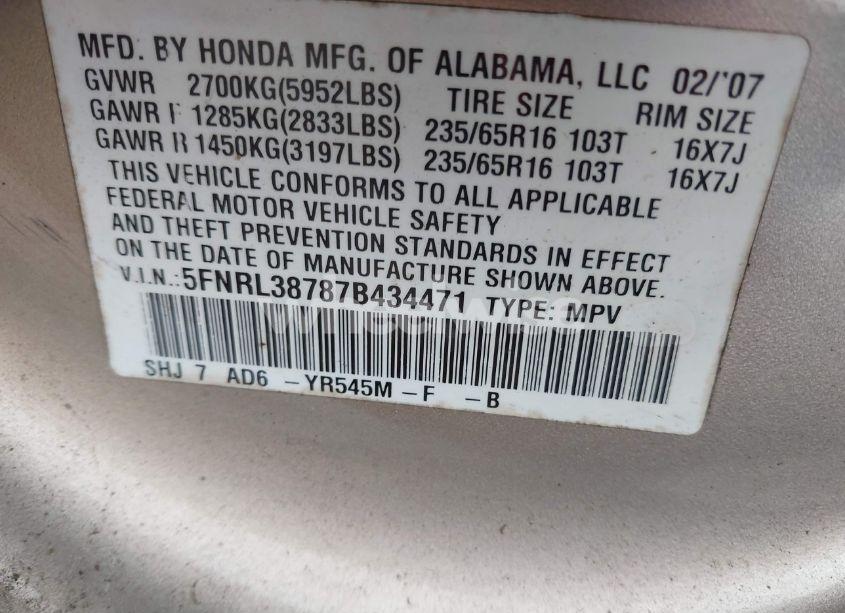 MFD. BY HONDA MFG. OF ALABAMA, LLC 02/'07
GVWR 2700KG(5952LBS) TIRE SIZE RIM SIZE
GAWR F 1285KG(2833LBS) 235/65R16 103T 16X7J
GAWR R 1450KG(3197LBS) 235/65R16 103T 16X7J
THIS VEHICLE CONFORMS TO ALL APPLICABLE
FEDERAL MOTOR VEHICLE SAFETY
AND THEFT PREVENTION STANDARDS IN EFFECT
ON THE DATE OF MANUFACTURE SHOWN ABOVE.
V.I.N.:5FNRL38787B434471 TYPE: MPV
SHJ 7 AD6 -YR545M -F -B